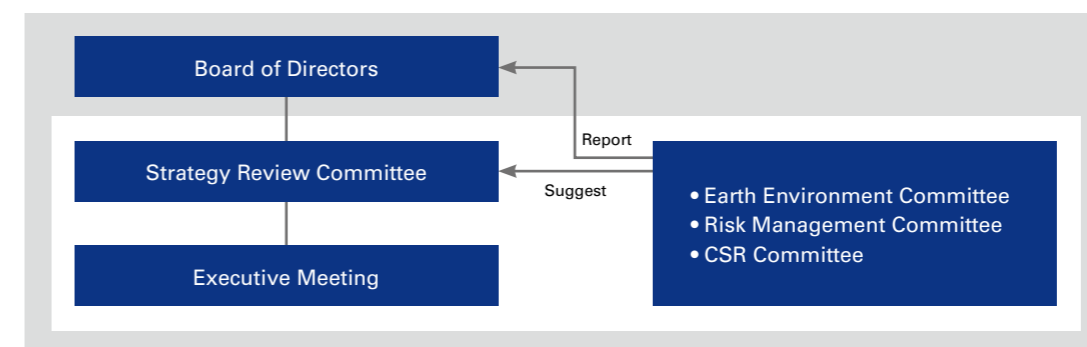 Board of Directors
Report
Strategy Review Committee
Suggest
• Earth Environment Committee
• Risk Management Committee
• CSR Committee
Executive Meeting